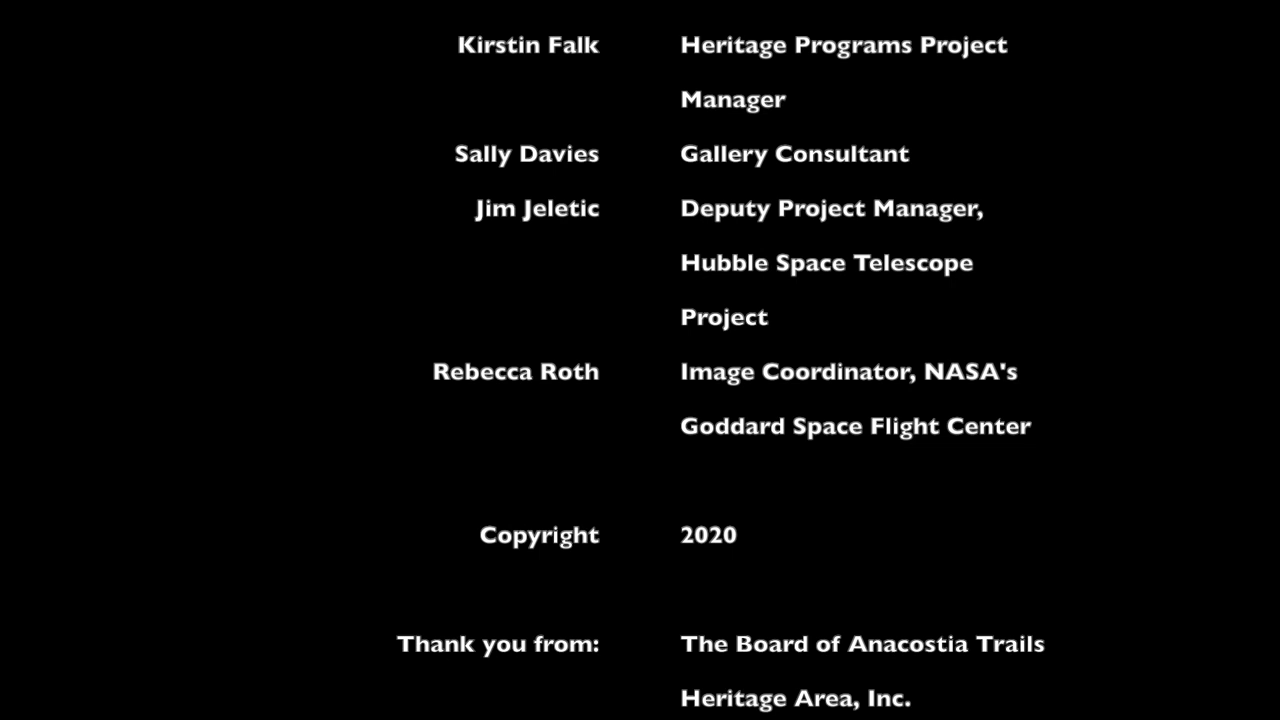 Kirstin Falk Heritage Programs Project
Manager
Sally Davies Gallery Consultant
Jim Jeletic Deputy Project Manager,
Hubble Space Telescope
Project
Rebecca Roth Image Coordinator, NASA's
Goddard Space Flight Center
Copyright 2020
Thank you from: The Board of Anacostia Trails
Heritage Area, Inc.